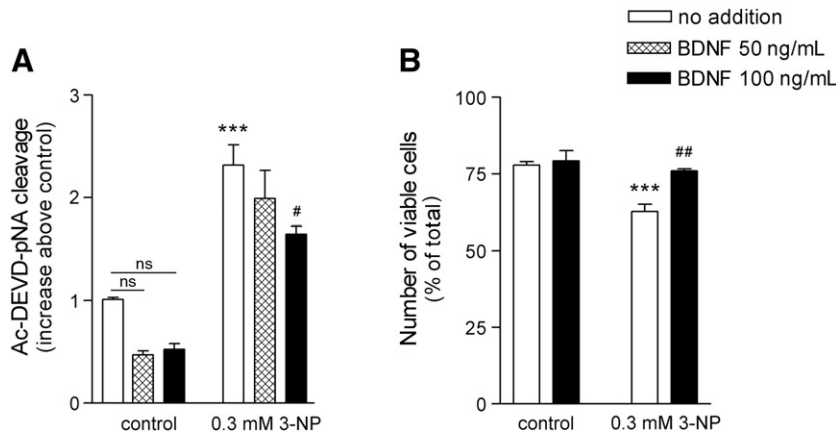 no addition
BDNF 50 ng/mL
BDNF 100 ng/mL
A
Ac-DEVD-pNA cleavage
(increase above control)
3
2
1
0
ns
ns
***
#
control
0.3 mM 3-NP
B
Number of viable cells
(% of total)
100
75
50
25
0
***
##
control
0.3 mM 3-NP